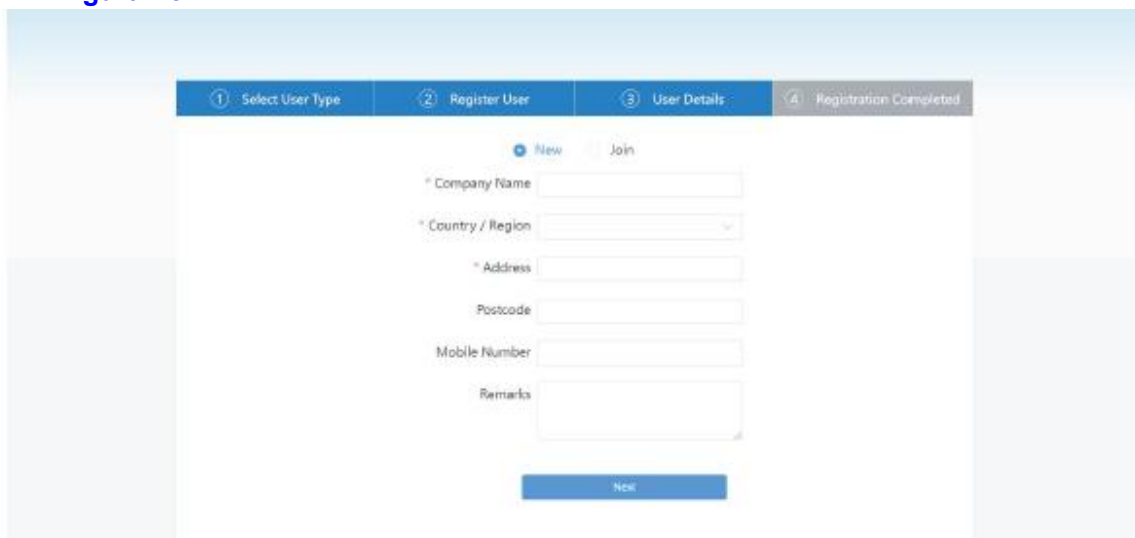 ① Select User Type ② Register User ③ User Details ④ Registration Completed
New Join
* Company Name
* Country / Region
* Address
Postcode
Mobile Number
Remarks
Next